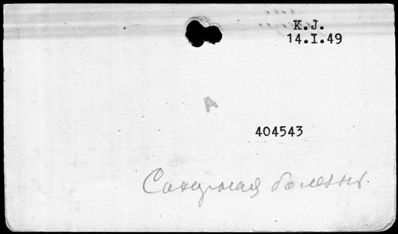 K.J.
14.I.49
A
404543
Сахарная болезнь.